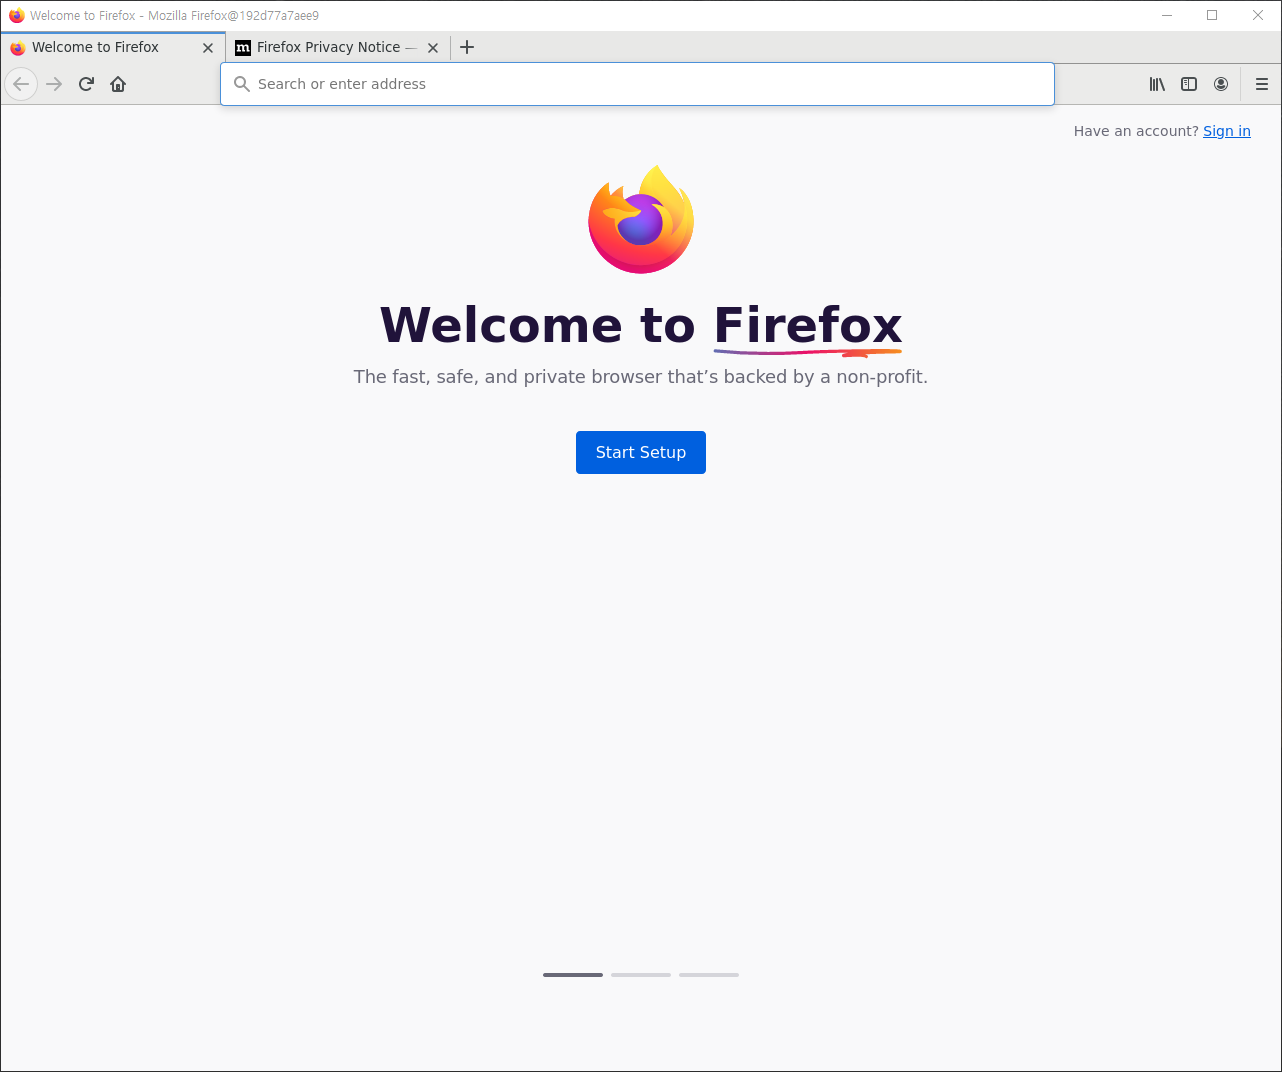 Welcome to Firefox - Mozilla Firefox@192d77a7aee9
Welcome to Firefox
Firefox Privacy Notice —
Search or enter address
Have an account? Sign in
Welcome to Firefox
The fast, safe, and private browser that’s backed by a non-profit.
Start Setup